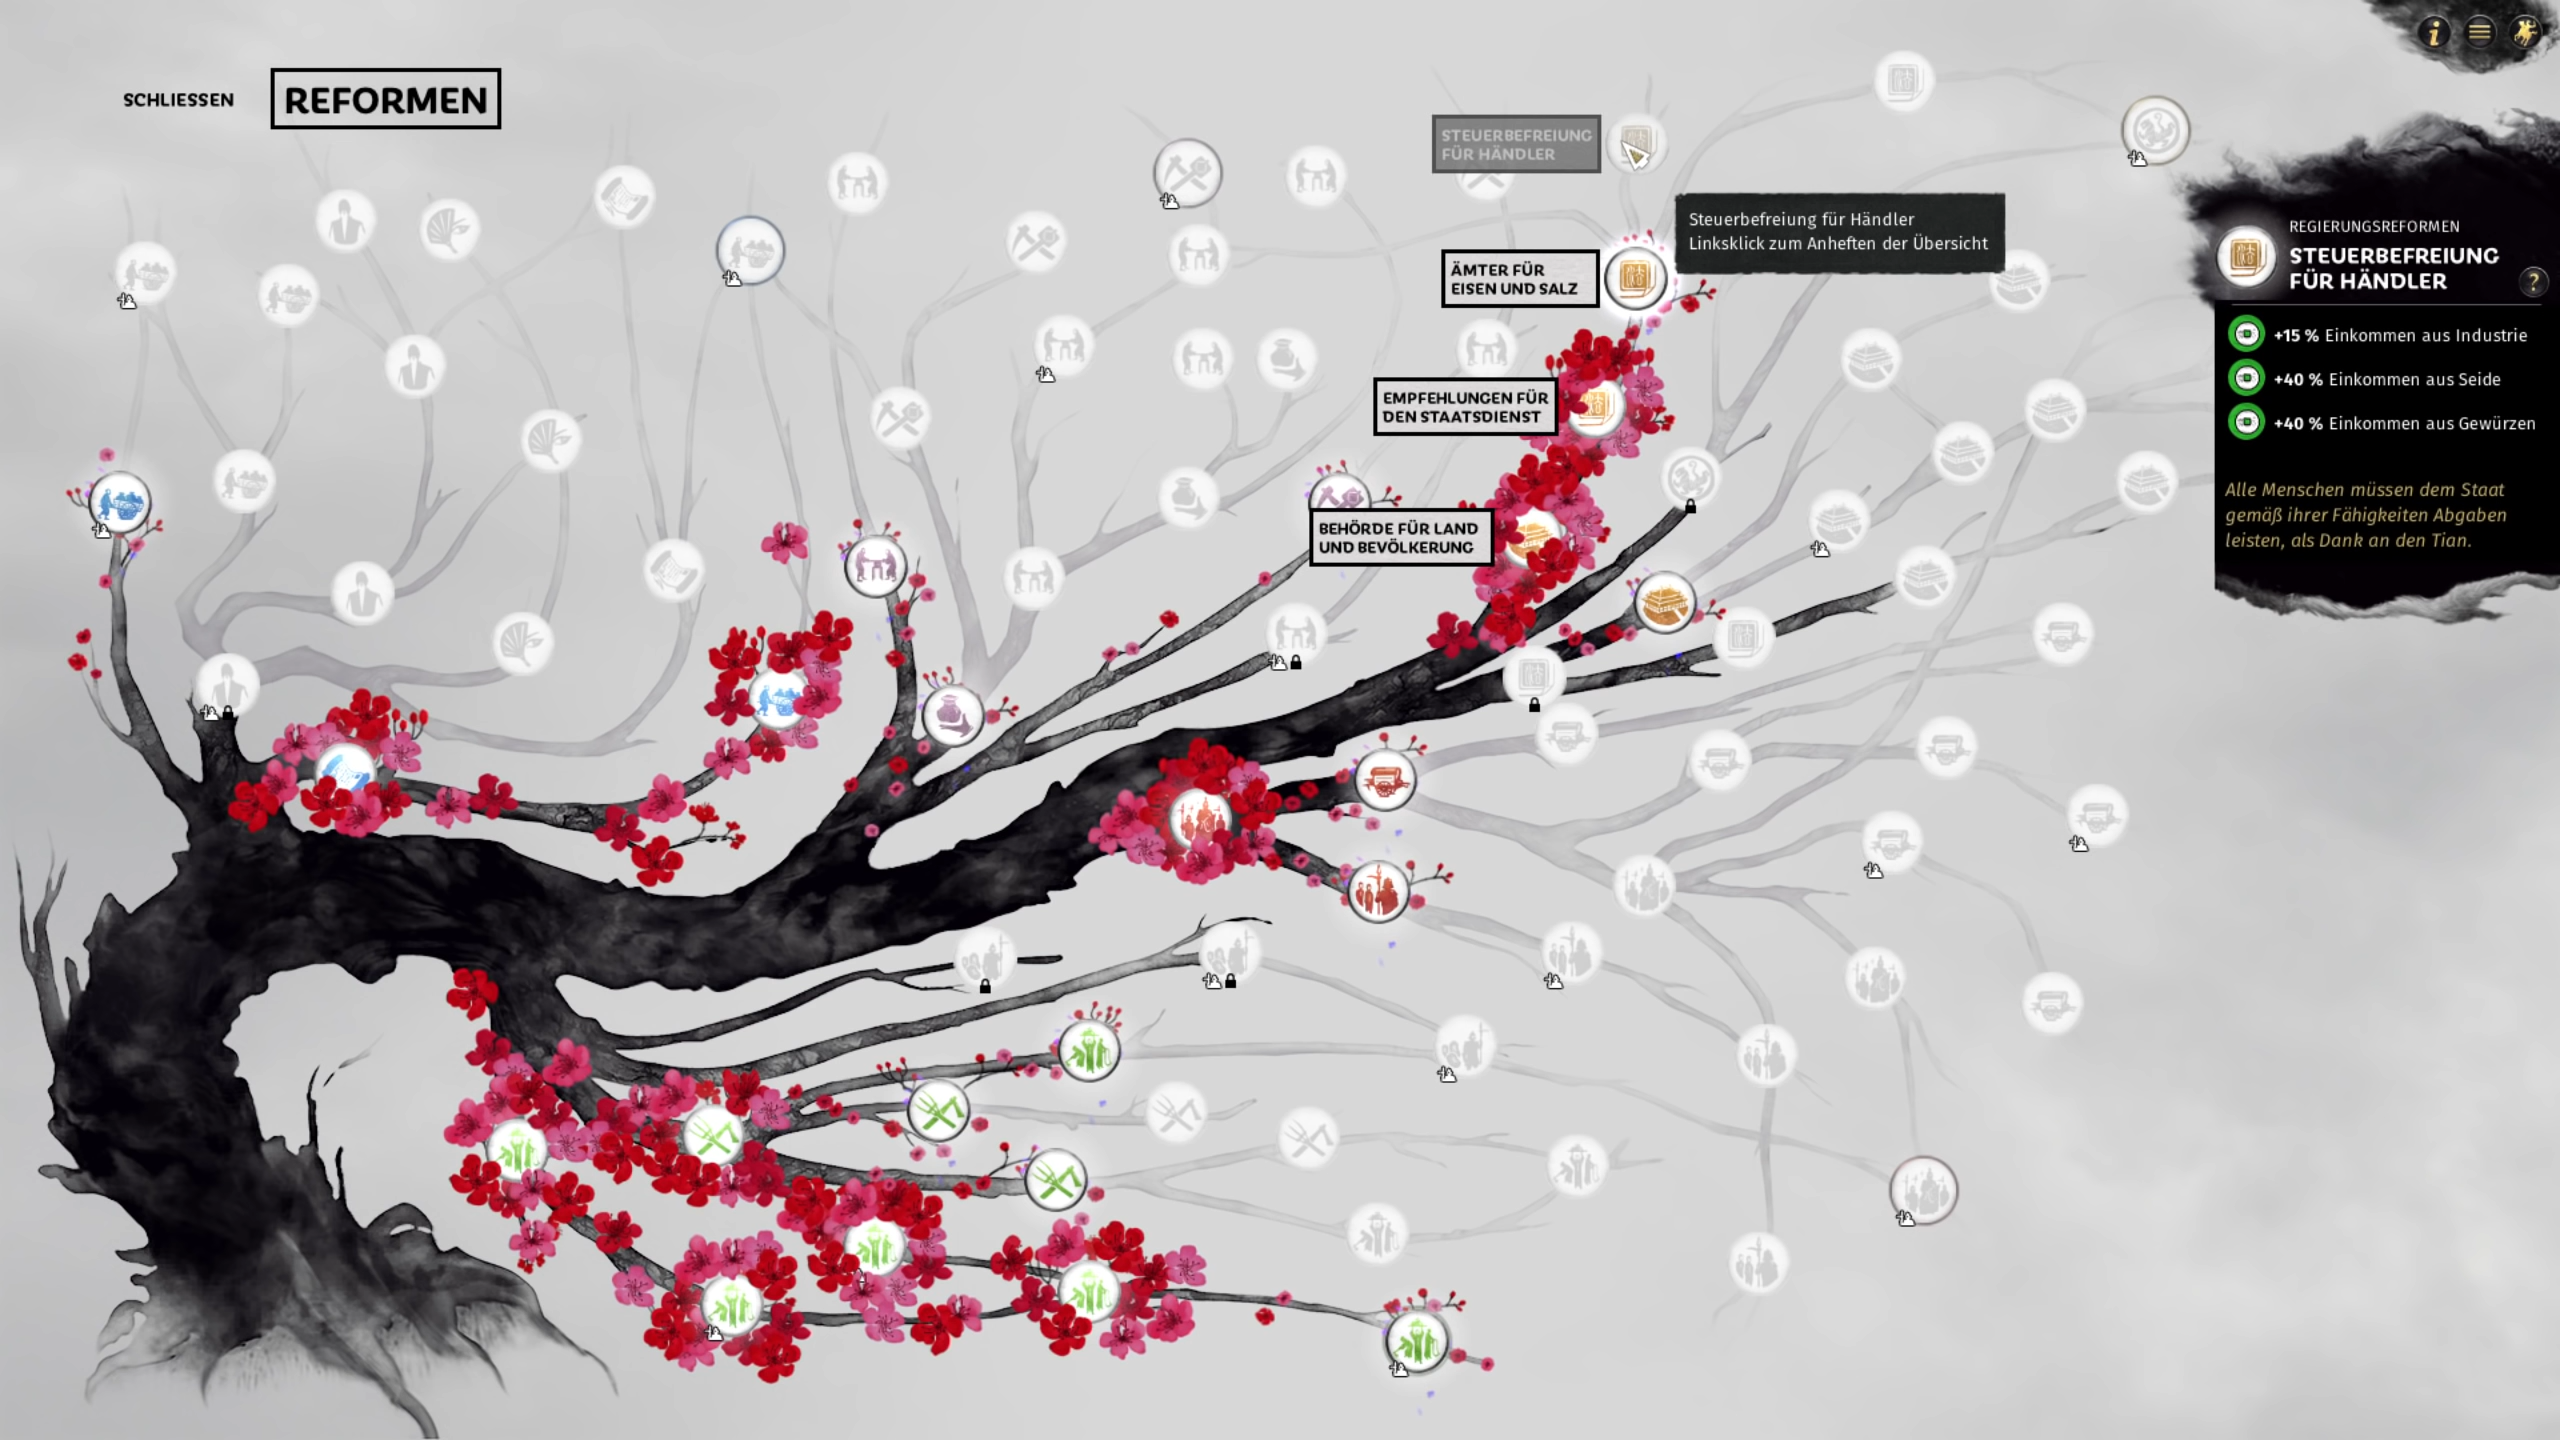 SCHLIESSEN
REFORMEN
STEUERBEFREIUNG
FÜR HÄNDLER
Steuerbefreiung für Händler
Linksklick zum Anheften der Übersicht
ÄMTER FÜR
EISEN UND SALZ
EMPFEHLUNGEN FÜR
DEN STAATSDIENST
BEHÖRDE FÜR LAND
UND BEVÖLKERUNG
REGIERUNGSREFORMEN
STEUERBEFREIUNG
FÜR HÄNDLER
?
+15 % Einkommen aus Industrie
+40 % Einkommen aus Seide
+40 % Einkommen aus Gewürzen
Alle Menschen müssen dem Staat
gemäß ihrer Fähigkeiten Abgaben
leisten, als Dank an den Tian.